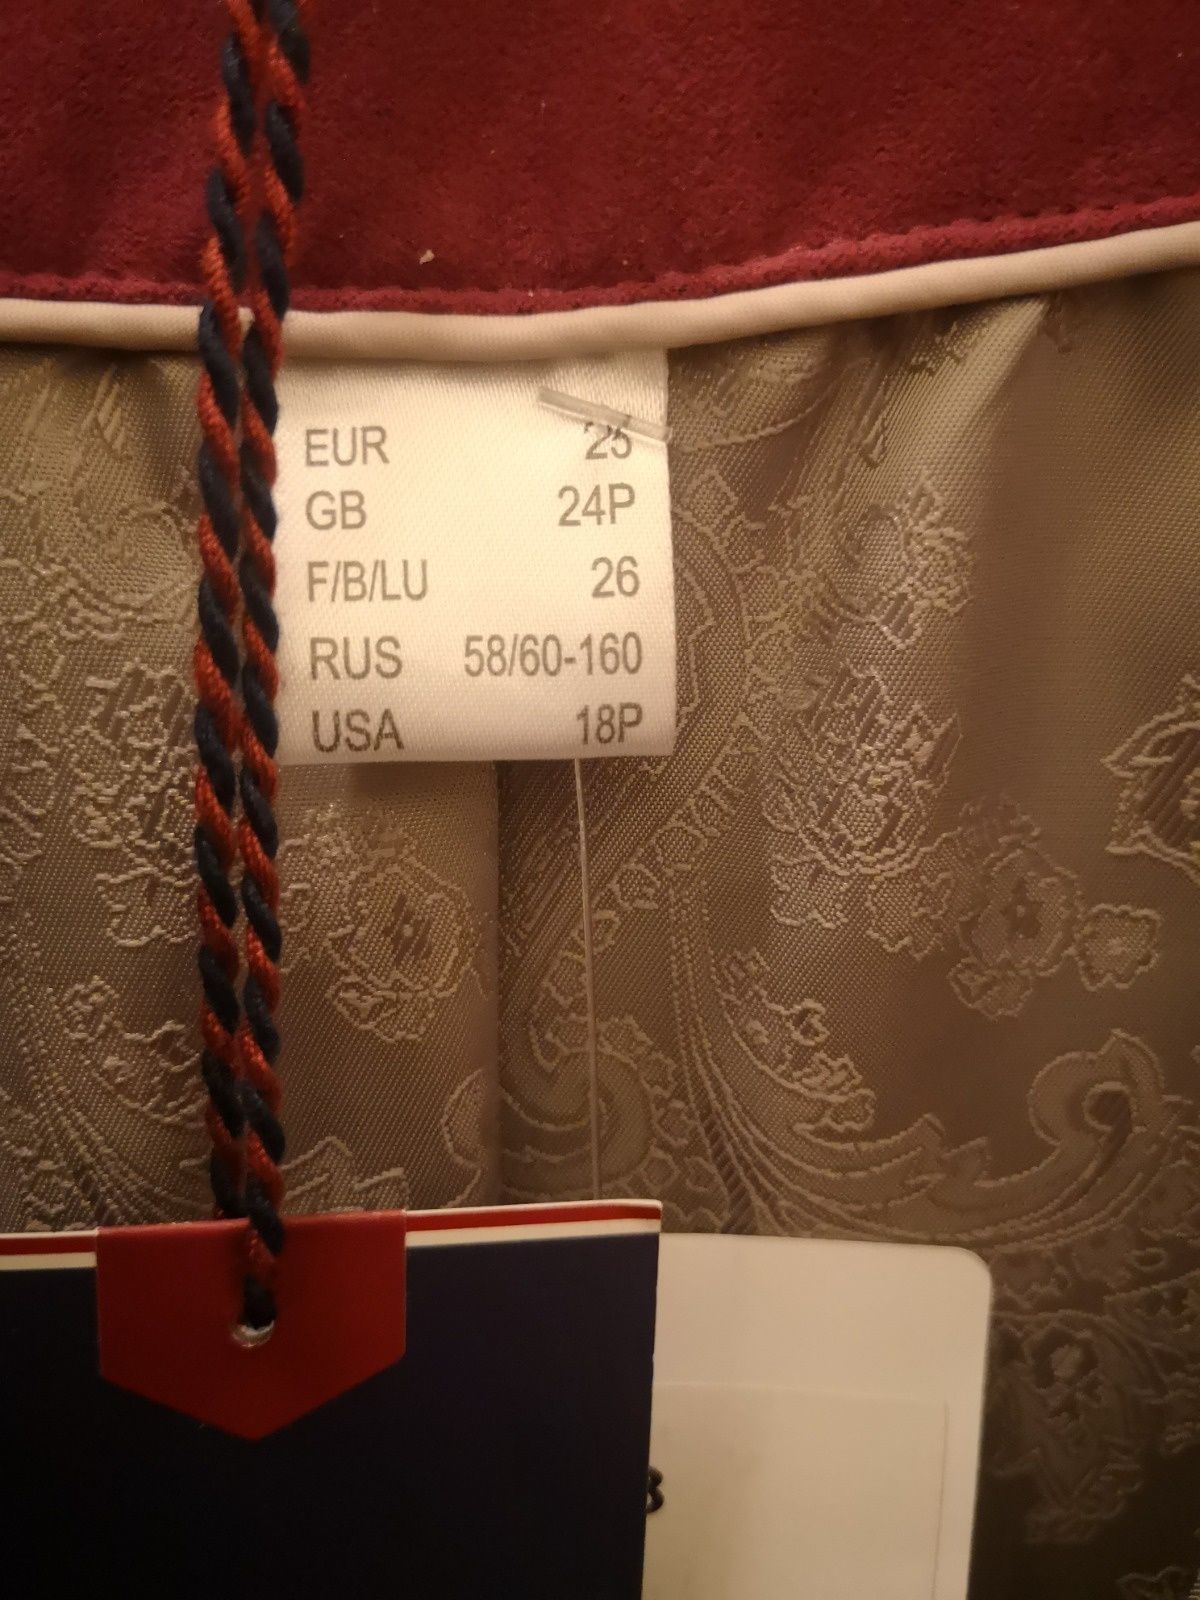 EUR 25
GB 24P
F/B/LU 26
RUS 58/60-160
USA 18P